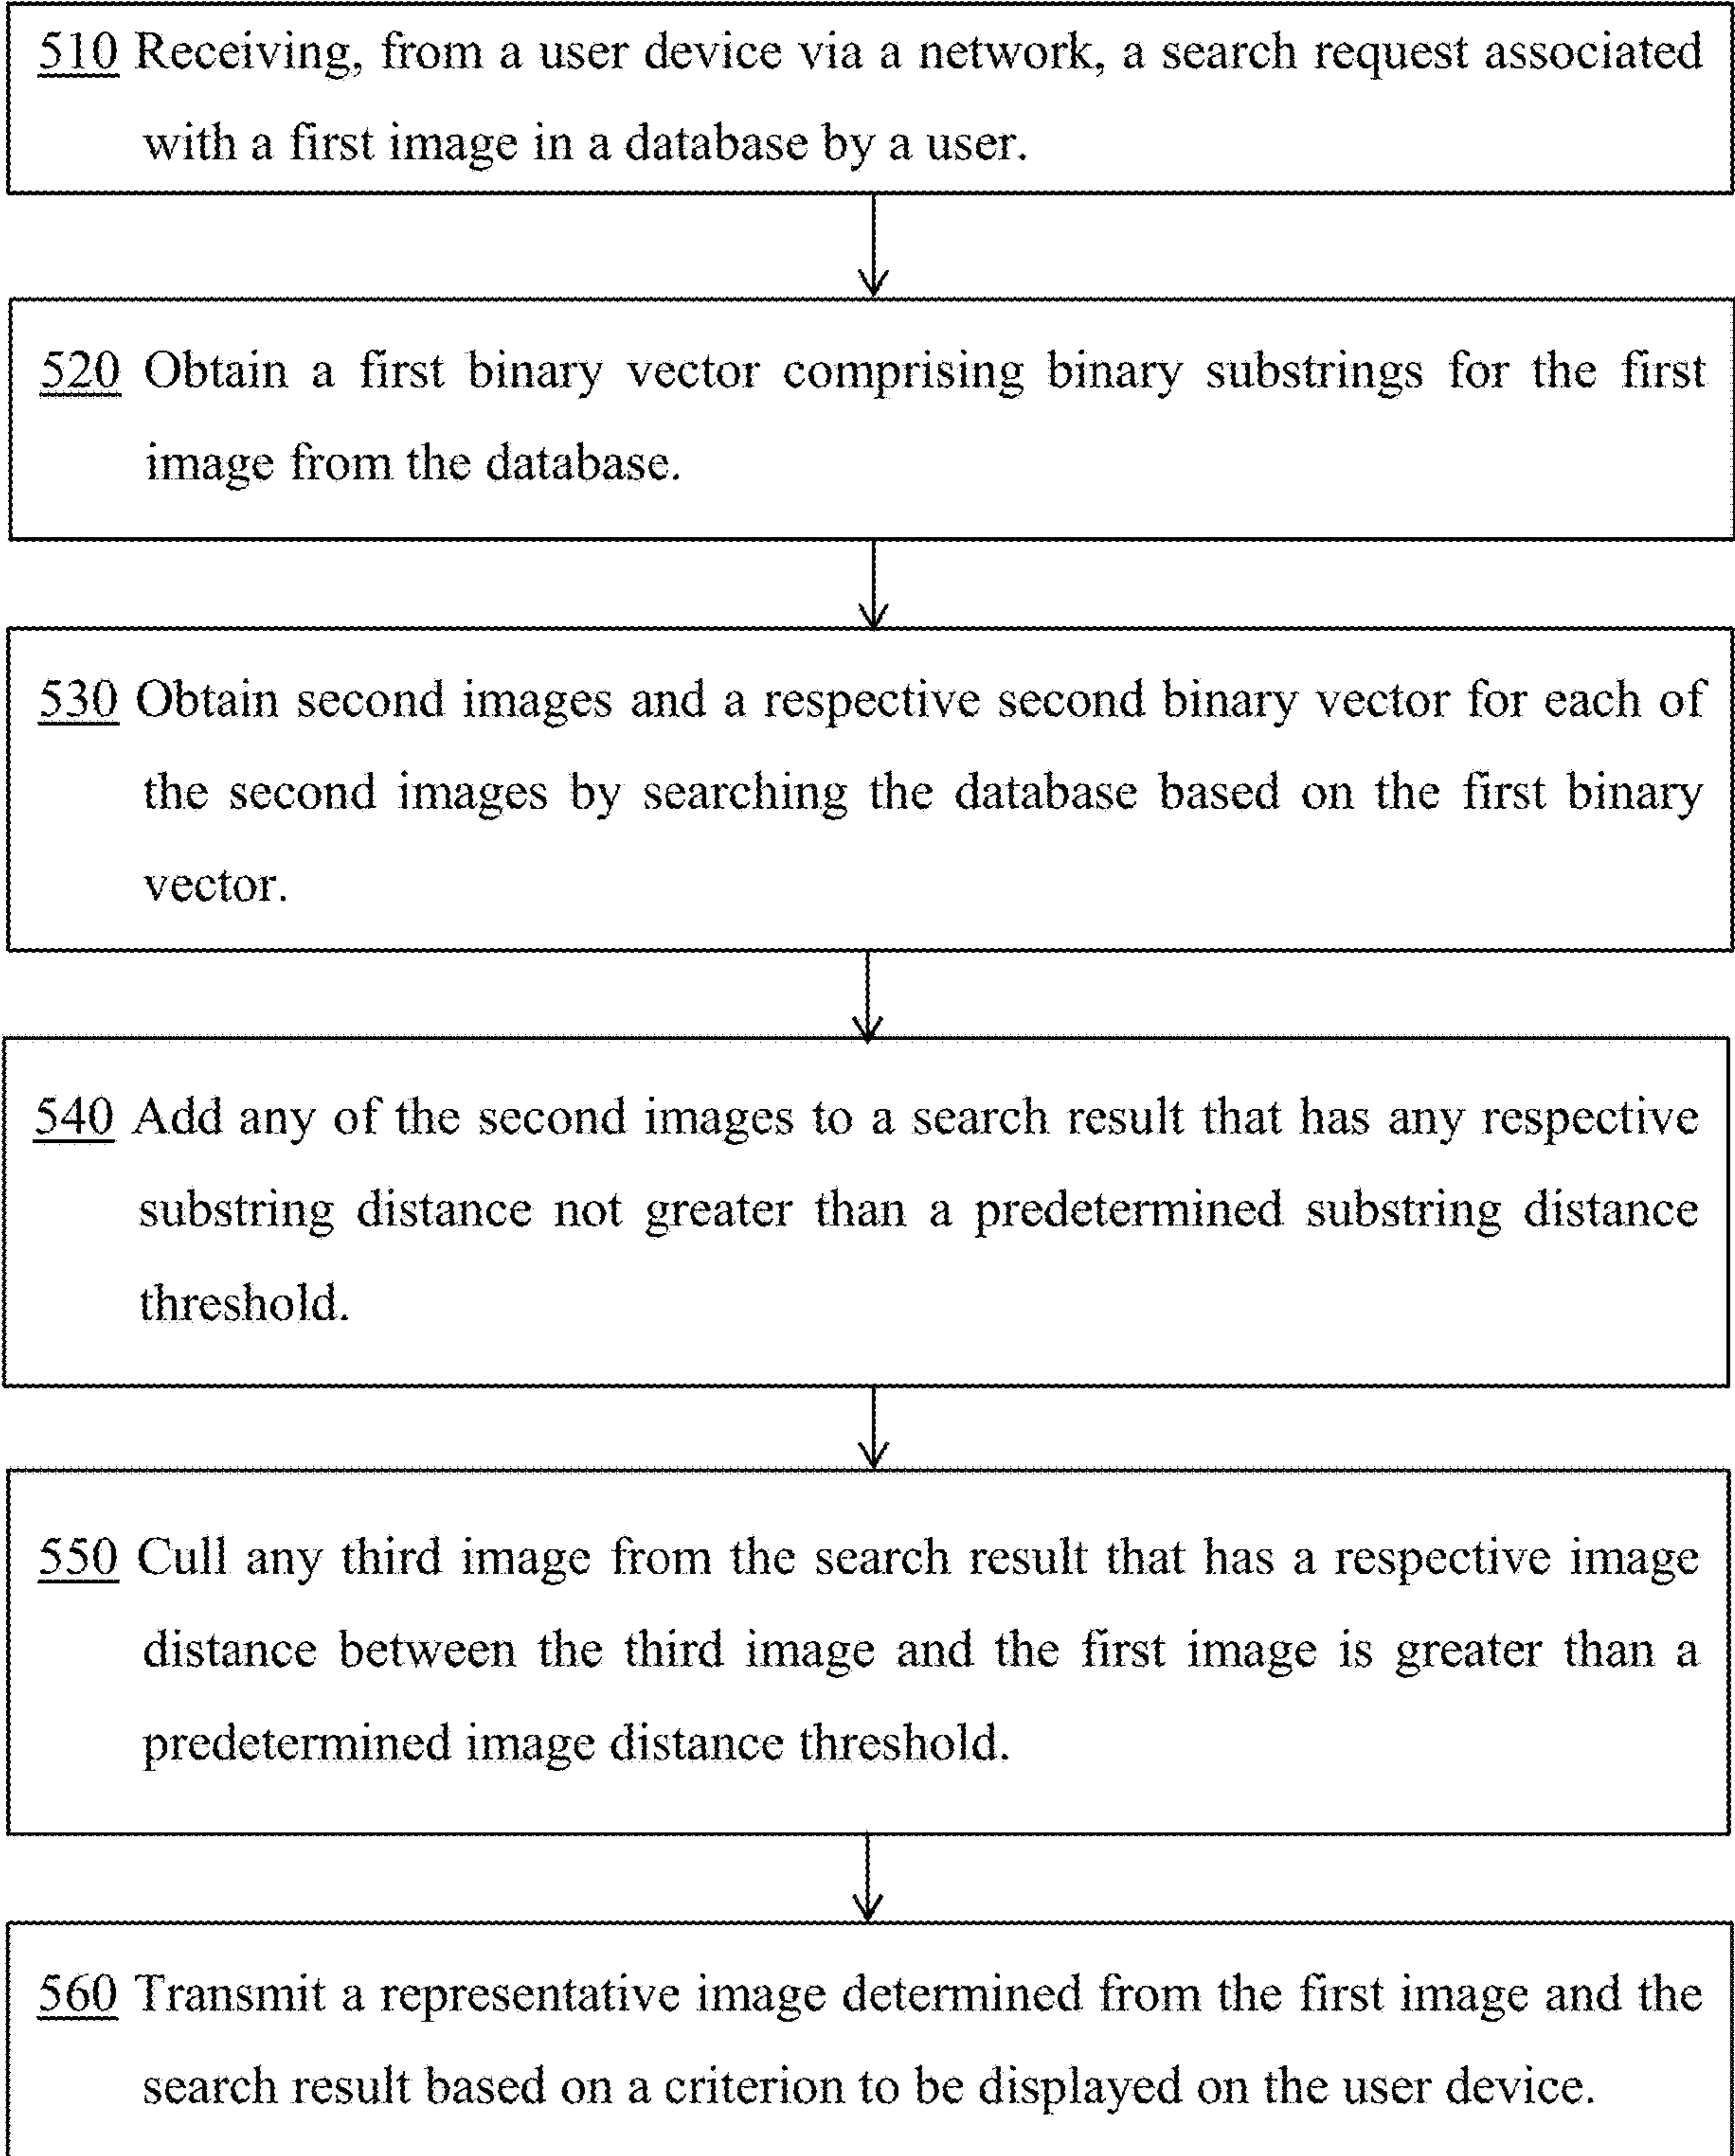 510 Receiving, from a user device via a network, a search request associated
with a first image in a database by a user.
520 Obtain a first binary vector comprising binary substrings for the first
image from the database.
530 Obtain second images and a respective second binary vector for each of
the second images by searching the database based on the first binary
vector.
540 Add any of the second images to a search result that has any respective
substring distance not greater than a predetermined substring distance
threshold.
550 Cull any third image from the search result that has a respective image
distance between the third image and the first image is greater than a
predetermined image distance threshold.
560 Transmit a representative image determined from the first image and the
search result based on a criterion to be displayed on the user device.